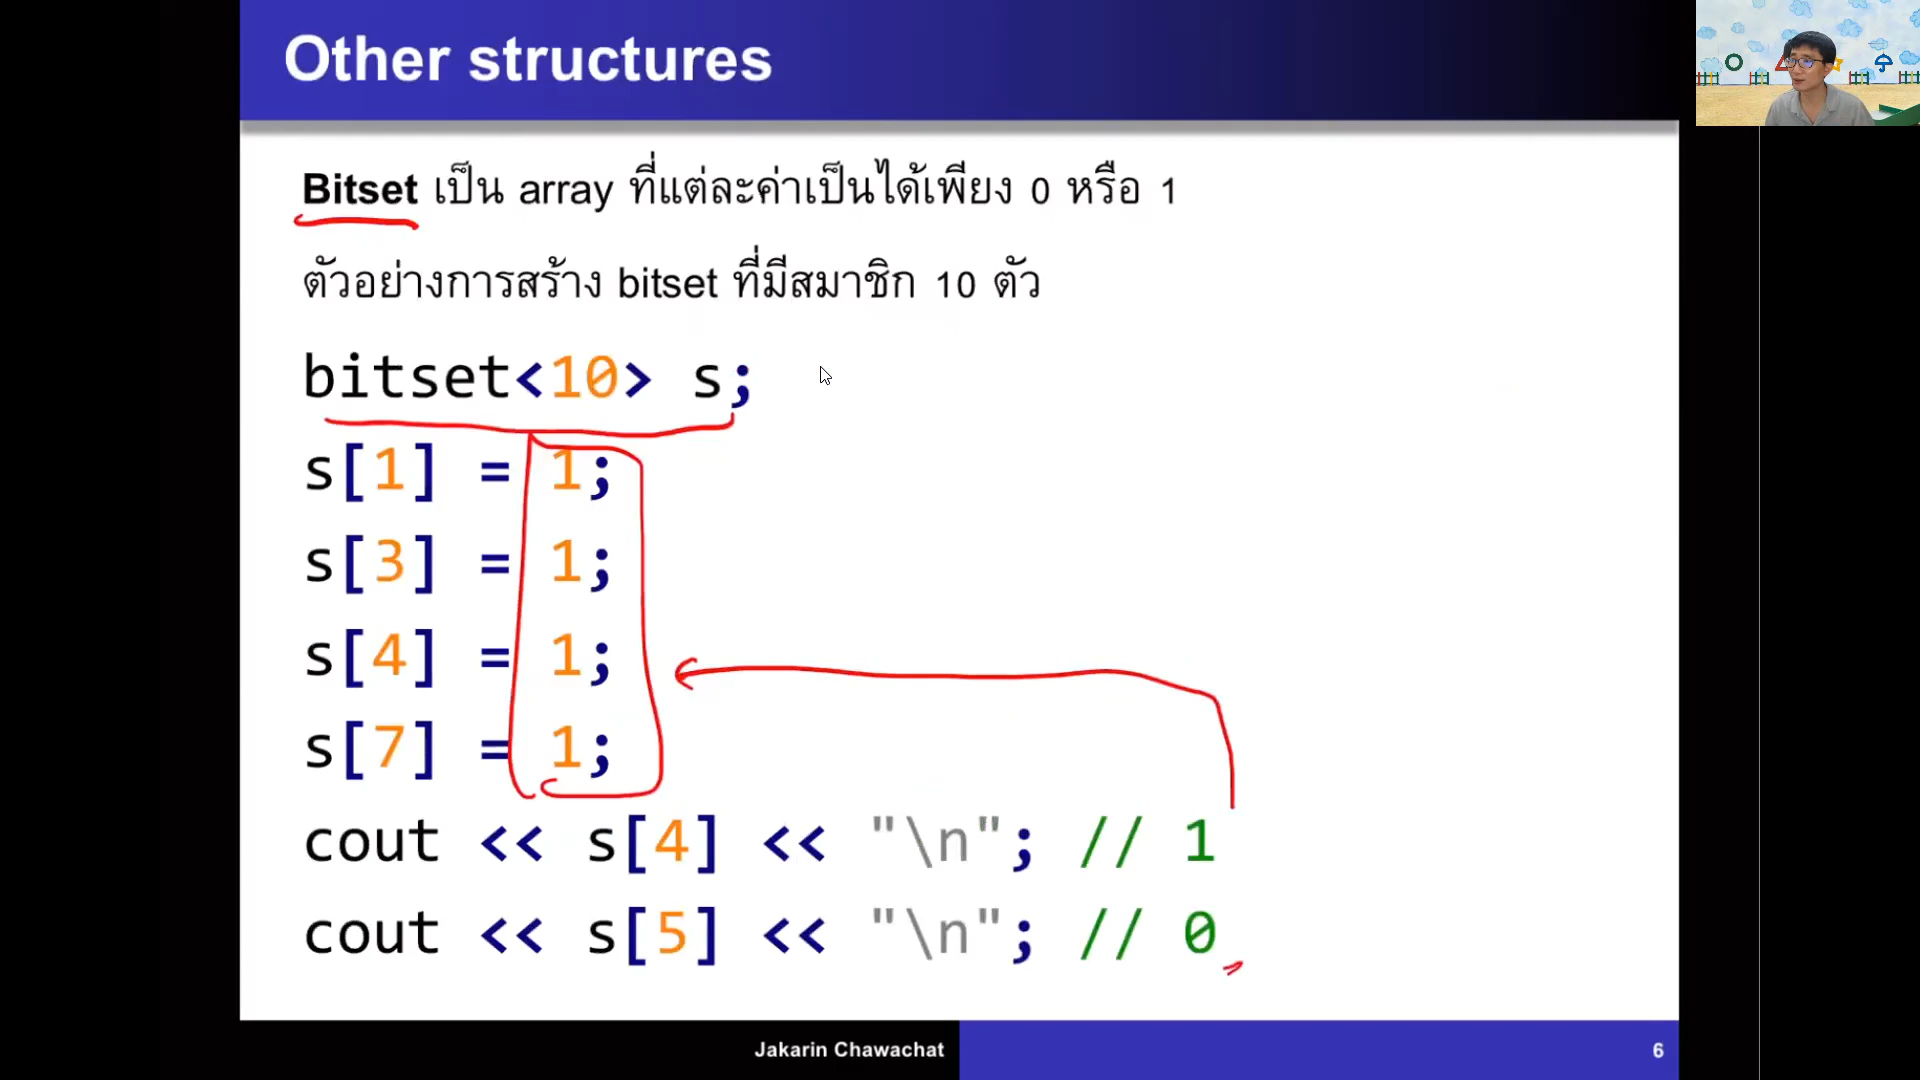 Other structures
Bitset เป็น array ที่แต่ละค่าเป็นได้เพียง 0 หรือ 1
ตัวอย่างการสร้าง bitset ที่มีสมาชิก 10 ตัว
bitset<10> s;
s[1] = 1;
s[3] = 1;
s[4] = 1;
s[7] = 1;
cout << s[4] << "\n"; // 1
cout << s[5] << "\n"; // 0
Jakarin Chawachat
6